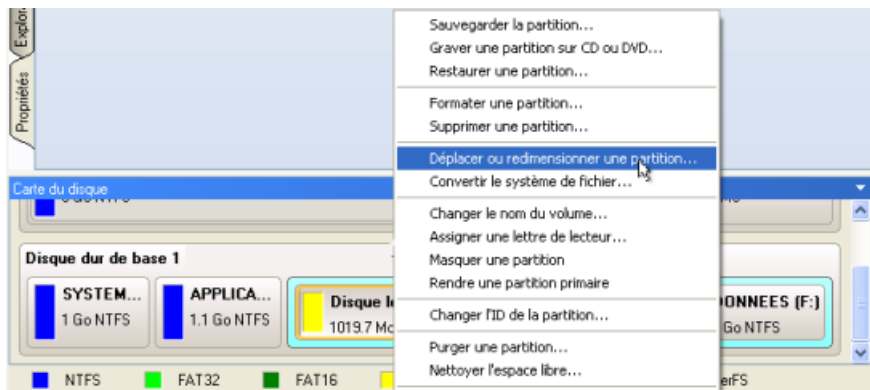 Explor
Propriétés
Sauvegarder la partition...
Graver une partition sur CD ou DVD...
Restaurer une partition...
Formater une partition...
Supprimer une partition...
Déplacer ou redimensionner une partition...
Convertir le système de fichier...
Changer le nom du volume...
Assigner une lettre de lecteur...
Masquer une partition
Rendre une partition primaire
Changer l'ID de la partition...
Purger une partition...
Nettoyer l'espace libre...
Carte du disque
Disque dur de base 1
SYSTEM...
1 Go NTFS
APPLICA...
1.1 Go NTFS
Disque l
1019.7 Mo
ONNEES (F:)
Go NTFS
NTFS
FAT32
FAT16
erFS